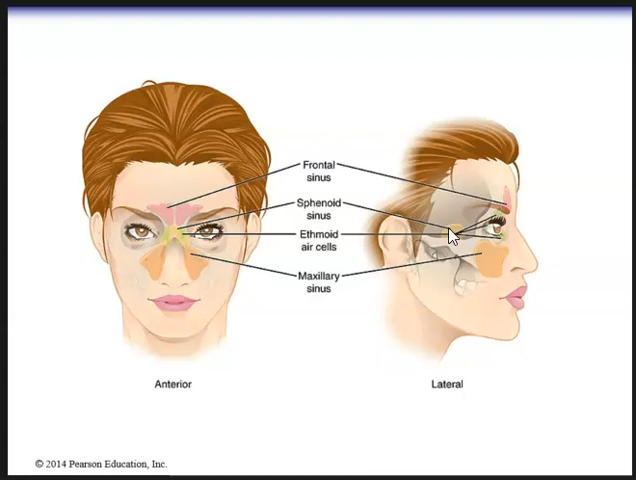 Frontal
sinus
Sphenoid
sinus
Ethmoid
air cells
Maxillary
sinus
Anterior
Lateral
© 2014 Pearson Education, Inc.